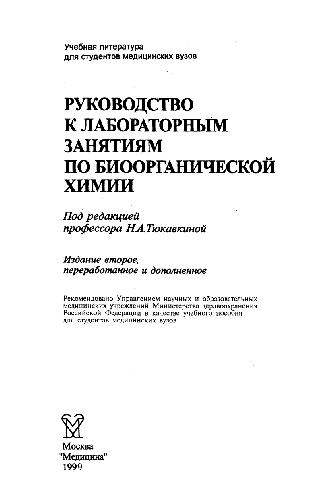 Учебная литература
для студентов медицинских вузов
РУКОВОДСТВО
К ЛАБОРАТОРНЫМ
ЗАНЯТИЯМ
ПО БИООРГАНИЧЕСКОЙ
ХИМИИ
Под редакцией
профессора Н.А.Тюкавкиной
Издание второе,
переработанное и дополненное
Рекомендовано Управлением научных и образовательных
медицинских учреждений Министерства здравоохранения
Российской Федерации в качестве учебного пособия
для студентов медицинских вузов
Москва
"Медицина"
1999